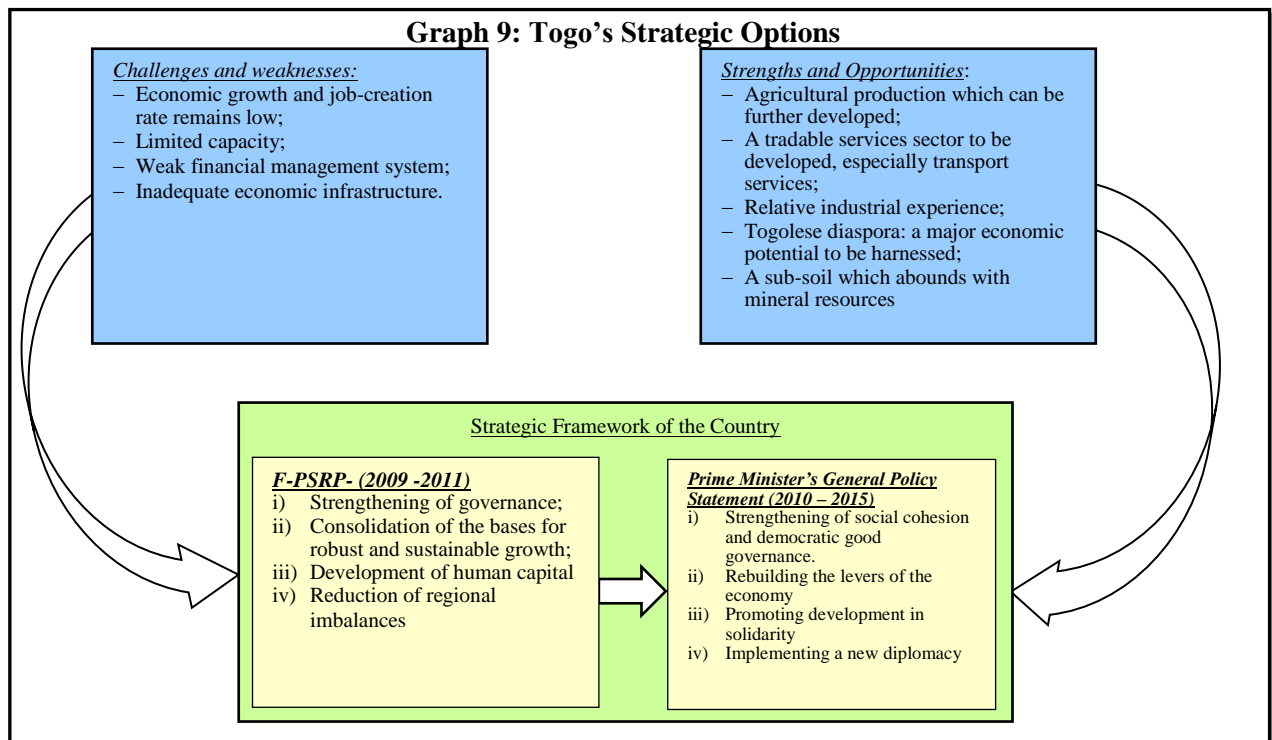 Graph 9: Togo's Strategic Options
Challenges and weaknesses:
– Economic growth and job-creation
rate remains low;
– Limited capacity;
– Weak financial management system;
– Inadequate economic infrastructure.
Strengths and Opportunities:
– Agricultural production which can be
further developed;
– A tradable services sector to be
developed, especially transport
services;
– Relative industrial experience;
– Togolese diaspora: a major economic
potential to be harnessed;
– A sub-soil which abounds with
mineral resources
Strategic Framework of the Country
F-PSRP- (2009 -2011)
i) Strengthening of governance;
ii) Consolidation of the bases for
robust and sustainable growth;
iii) Development of human capital
iv) Reduction of regional
imbalances
Prime Minister's General Policy
Statement (2010 – 2015)
i) Strengthening of social cohesion
and democratic good
governance.
ii) Rebuilding the levers of the
economy
iii) Promoting development in
solidarity
iv) Implementing a new diplomacy